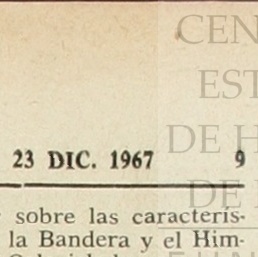 CEN
EST
DE H
23 DIC. 1967 9
DE
sobre las caracterís-
la Bandera y el Him-